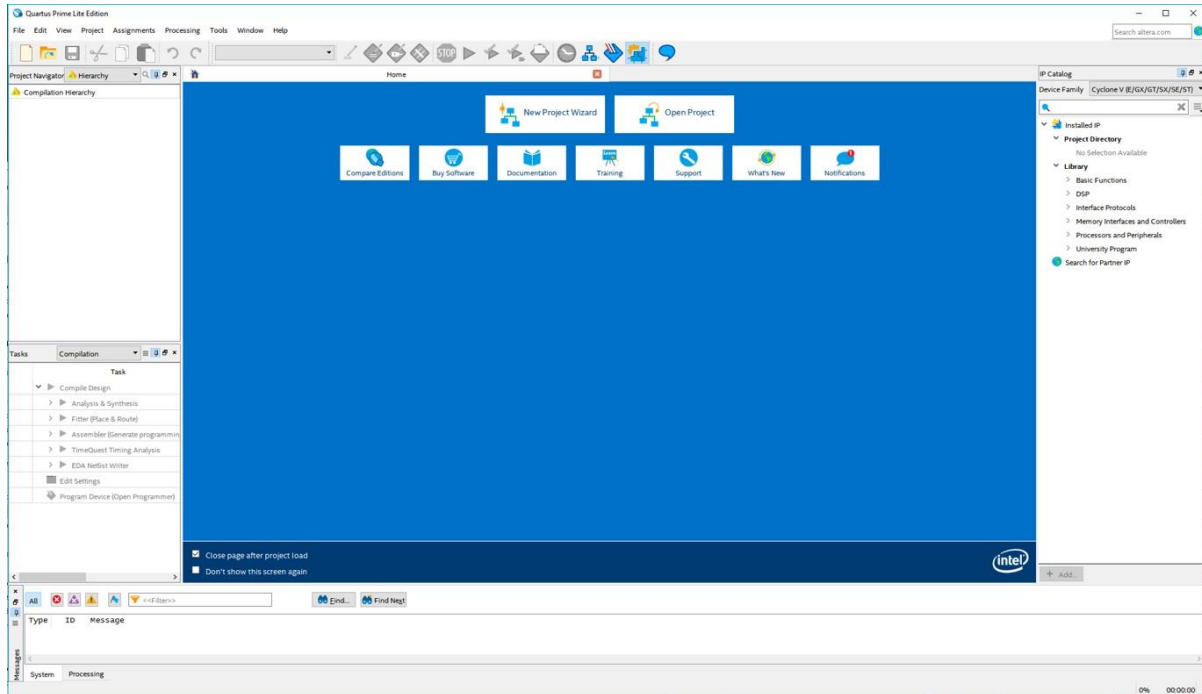 Quartus Prime Lite Edition
File Edit View Project Assignments Processing Tools Window Help
Search altera.com
STOP
Project Navigator Hierarchy
Home
IP Catalog
Compilation Hierarchy
Device Family Cyclone V (E/GX/GT/SX/SE/ST)
New Project Wizard
Open Project
Installed IP
Project Directory
No Selection Available
Library
Basic Functions
DSP
Interface Protocols
Memory Interfaces and Controllers
Processors and Peripherals
University Program
Search for Partner IP
Compare Editions
Buy Software
Documentation
Training
Support
What's New
Notifications
Tasks Compilation
Task
Compile Design
Analysis & Synthesis
Fitter (Place & Route)
Assembler (Generate programmin
TimeQuest Timing Analysis
EDA Netlist Writer
Edit Settings
Program Device (Open Programmer)
Close page after project load
Don't show this screen again
intel
+ Add...
All <<Filter>> Find... Find Next
Type ID Message
Messages
System Processing
0% 00:00:00